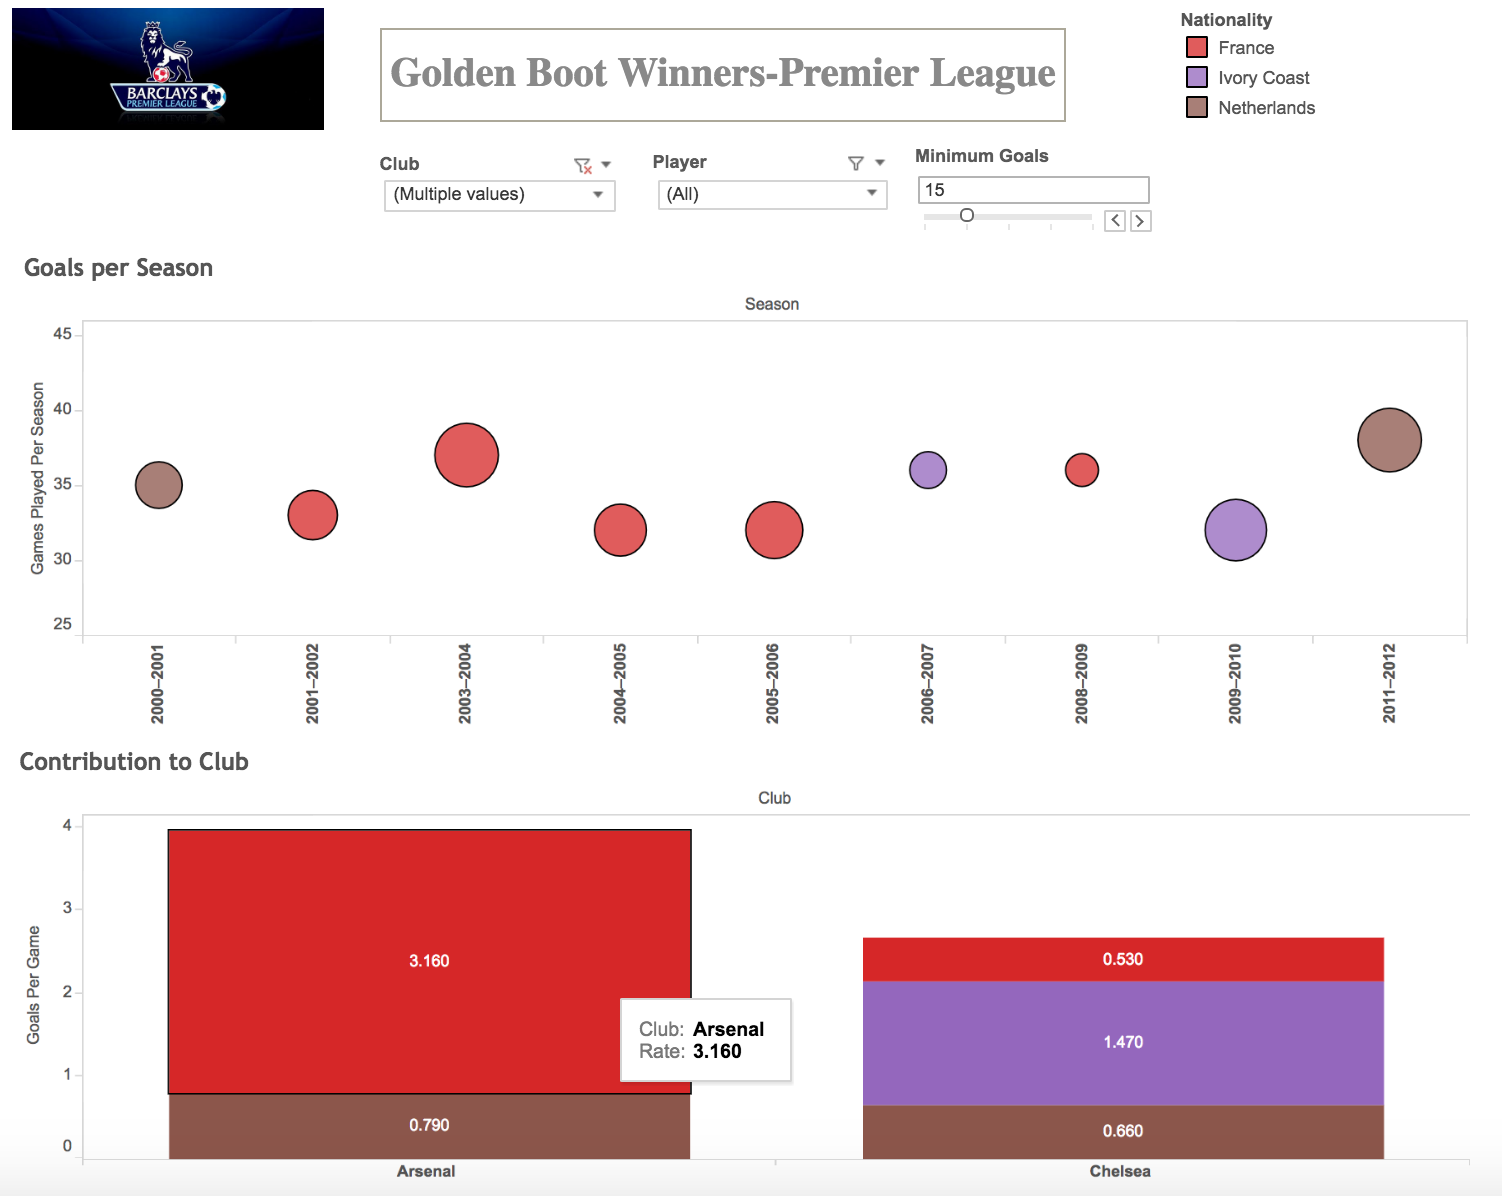 BARCLAYS
PREMIER LEAGUE
Golden Boot Winners-Premier League
Nationality
France
Ivory Coast
Netherlands
Club
(Multiple values)
Player
(All)
Minimum Goals
15
Goals per Season
Season
Games Played Per Season
45
40
35
30
25
2000–2001
2001–2002
2003–2004
2004–2005
2005–2006
2006–2007
2008–2009
2009–2010
2011–2012
Contribution to Club
Club
Goals Per Game
4
3
2
1
0
3.160
0.790
Club: Arsenal
Rate: 3.160
0.530
1.470
0.660
Arsenal
Chelsea